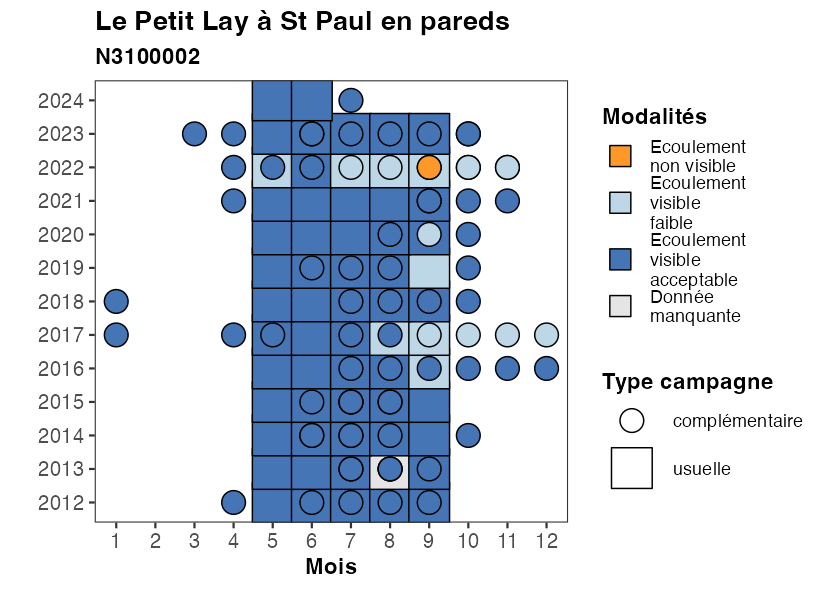 Le Petit Lay à St Paul en pareds
N3100002
2024
2023
2022
2021
2020
2019
2018
2017
2016
2015
2014
2013
2012
1 2 3 4 5 6 7 8 9 10 11 12
Mois
Modalités
Ecoulement
non visible
Ecoulement
visible
faible
Ecoulement
visible
acceptable
Donnée
manquante
Type campagne
complémentaire
usuelle